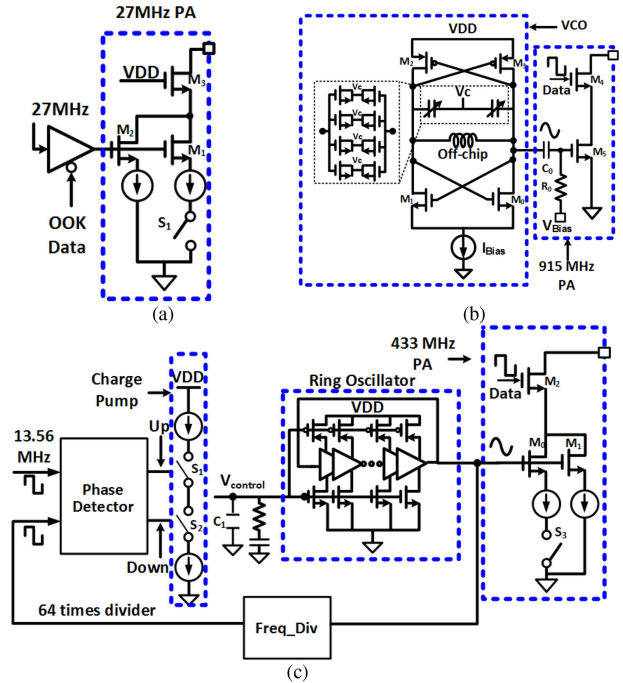 27MHz PA
VDD
M3
27MHz
M2
M1
OOK
Data
S1
(a)
VCO
VDD
M2
M3
Vc
Vc
Vc
Vc
Vc
Off-chip
M1
M0
IBias
Data
M4
M5
C0
R0
VBias
915 MHz
PA
(b)
433 MHz
PA
Charge
Pump
VDD
Ring Oscillator
VDD
13.56
MHz
Up
Phase
Detector
S1
S2
Down
Vcontrol
C1
Data
M2
M0
M1
S3
64 times divider
Freq_Div
(c)